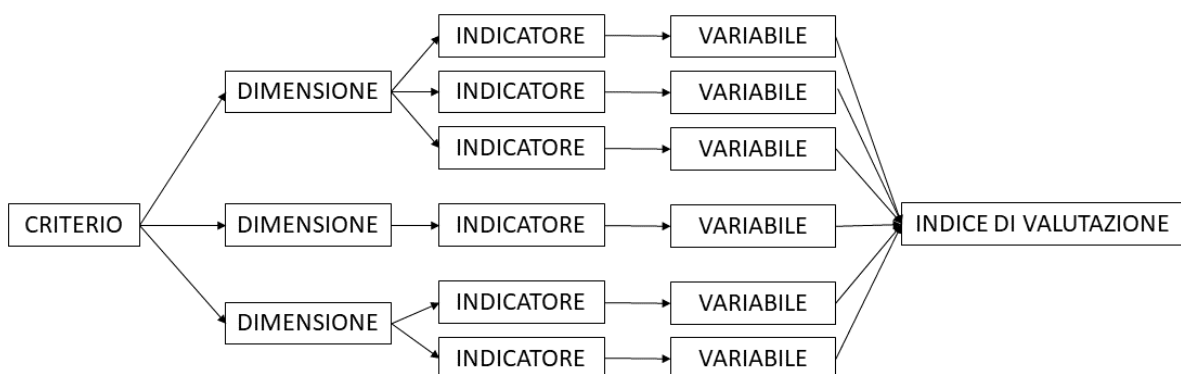 INDICATORE VARIABILE
DIMENSIONE INDICATORE VARIABILE
INDICATORE VARIABILE
CRITERIO DIMENSIONE INDICATORE VARIABILE INDICE DI VALUTAZIONE
INDICATORE VARIABILE
DIMENSIONE
INDICATORE VARIABILE